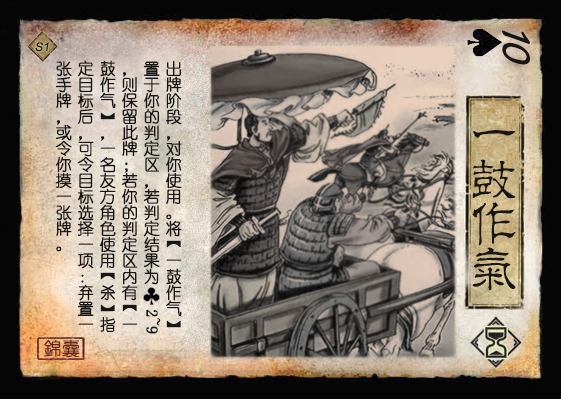 10
一鼓作氣
出牌阶段，对你使用。将【一鼓作气】
置于你的判定区，若判定结果为♣2~9
，则保留此牌；若你的判定区内有【一
鼓作气】，一名友方角色使用【杀】指
定目标后，可令目标选择一项：弃置一
张手牌，或令你摸一张牌。
S1
錦囊